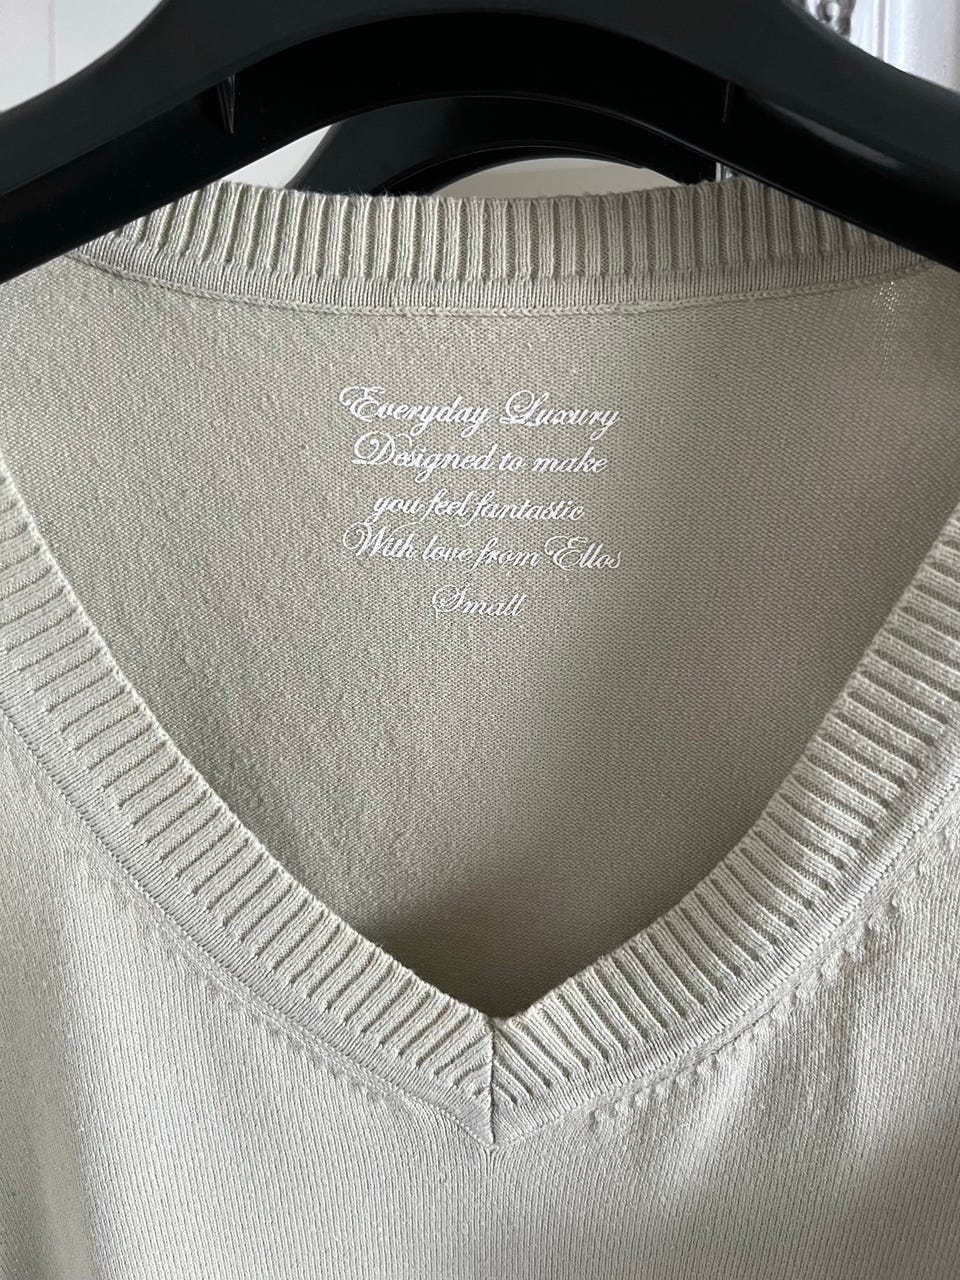 Everyday Luxury
Designed to make
you feel fantastic
With love from Ellos
Small